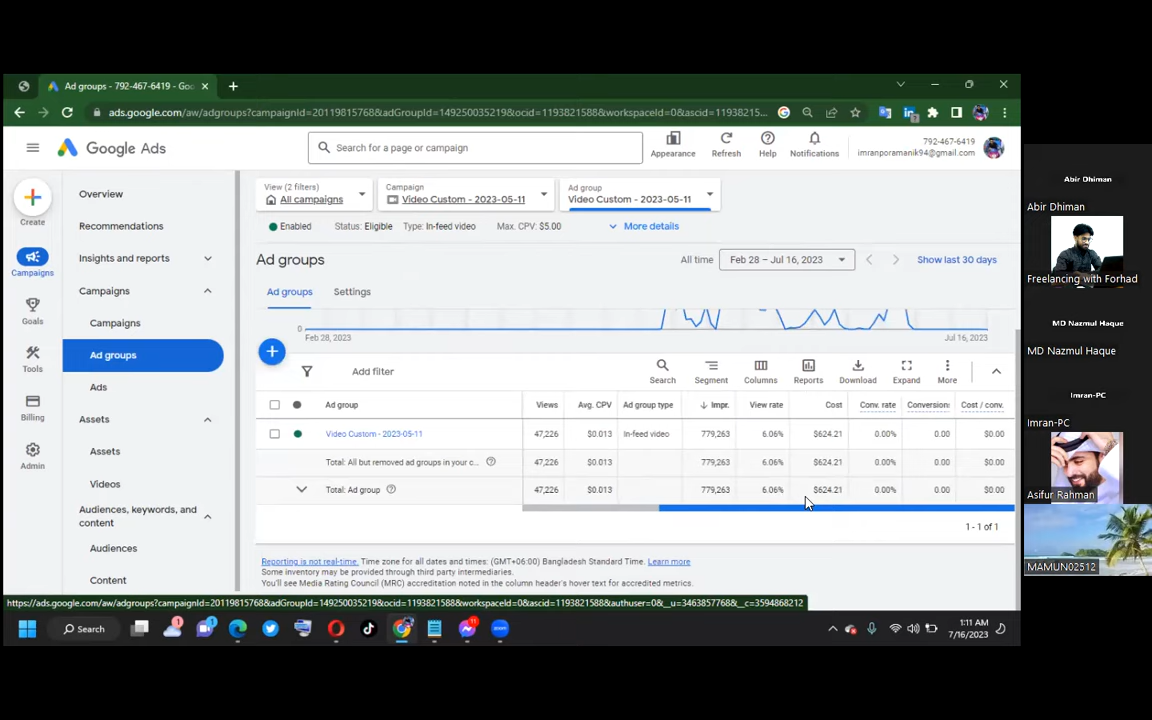 Ad groups - 792-467-6419 - Goo
ads.google.com/aw/adgroups?campaignId=20119815768&adGroupId=149250035219&ocid=1193821588&workspaceId=0&ascid=1193821588&authuser=0&__u=3463857768&__c=3594868212
Google Ads
Search for a page or campaign
Appearance
Refresh
Help
Notifications
792-467-6419
imranporamanik94@gmail.com
Create
Campaigns
Goals
Tools
Billing
Admin
Overview
Recommendations
Insights and reports
Campaigns
Campaigns
Ad groups
Ads
Assets
Assets
Videos
Audiences, keywords, and
content
Audiences
Content
View (2 filters)
All campaigns
Campaign
Video Custom - 2023-05-11
Ad group
Video Custom - 2023-05-11
Enabled Status: Eligible Type: In-feed video Max. CPV: $5.00 More details
Ad groups
All time Feb 28 – Jul 16, 2023 Show last 30 days
Ad groups Settings
0
Feb 28, 2023 Jul 16, 2023
Add filter
Search Segment Columns Reports Download Expand More
Ad group Views Avg. CPV Ad group type Impr. View rate Cost Conv. rate Conversions Cost / conv.
Video Custom - 2023-05-11 47,226 $0.013 In-feed video 779,263 6.06% $624.21 0.00% 0.00 $0.00
Total: All but removed ad groups in your c... 47,226 $0.013 779,263 6.06% $624.21 0.00% 0.00 $0.00
Total: Ad group 47,226 $0.013 779,263 6.06% $624.21 0.00% 0.00 $0.00
1 - 1 of 1
Reporting is not real-time. Time zone for all dates and times: (GMT+06:00) Bangladesh Standard Time. Learn more
Some inventory may be provided through third party intermediaries.
You'll see Media Rating Council (MRC) accreditation noted in the column header's hover text for accredited metrics.
https://ads.google.com/aw/adgroups?campaignId=20119815768&adGroupId=149250035219&ocid=1193821588&workspaceId=0&ascid=1193821588&authuser=0&__u=3463857768&__c=3594868212
Search
1:11 AM
7/16/2023
Abir Dhiman
Abir Dhiman
Freelancing with Forhad
MD Nazmul Haque
MD Nazmul Haque
Imran-PC
Imran-PC
Asifur Rahman
MAMUN02512